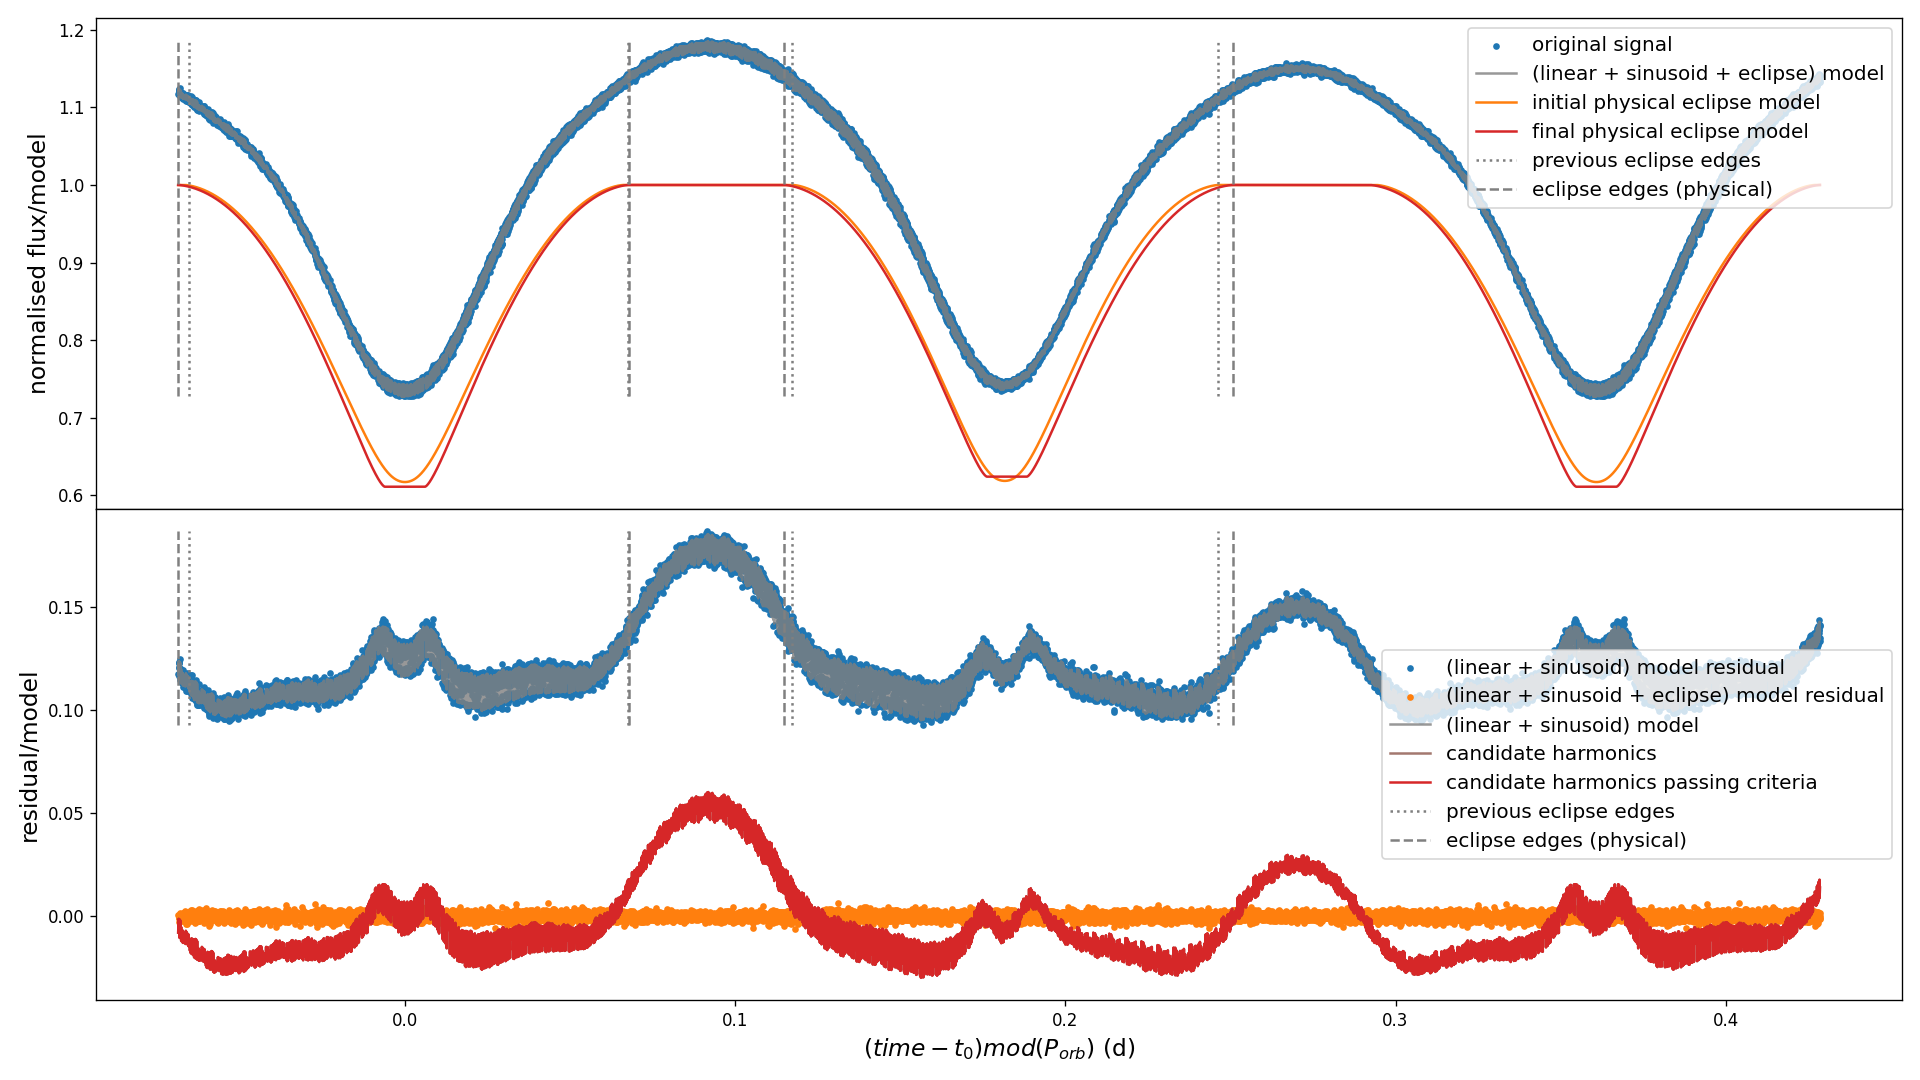 1.2
1.1
1.0
0.9
0.8
0.7
0.6
normalised flux/model
original signal
(linear + sinusoid + eclipse) model
initial physical eclipse model
final physical eclipse model
previous eclipse edges
eclipse edges (physical)
0.15
0.10
0.05
0.00
residual/model
(linear + sinusoid) model residual
(linear + sinusoid + eclipse) model residual
(linear + sinusoid) model
candidate harmonics
candidate harmonics passing criteria
previous eclipse edges
eclipse edges (physical)
0.0 0.1 0.2 0.3 0.4
(time − t₀)mod(Pₒᵣb) (d)